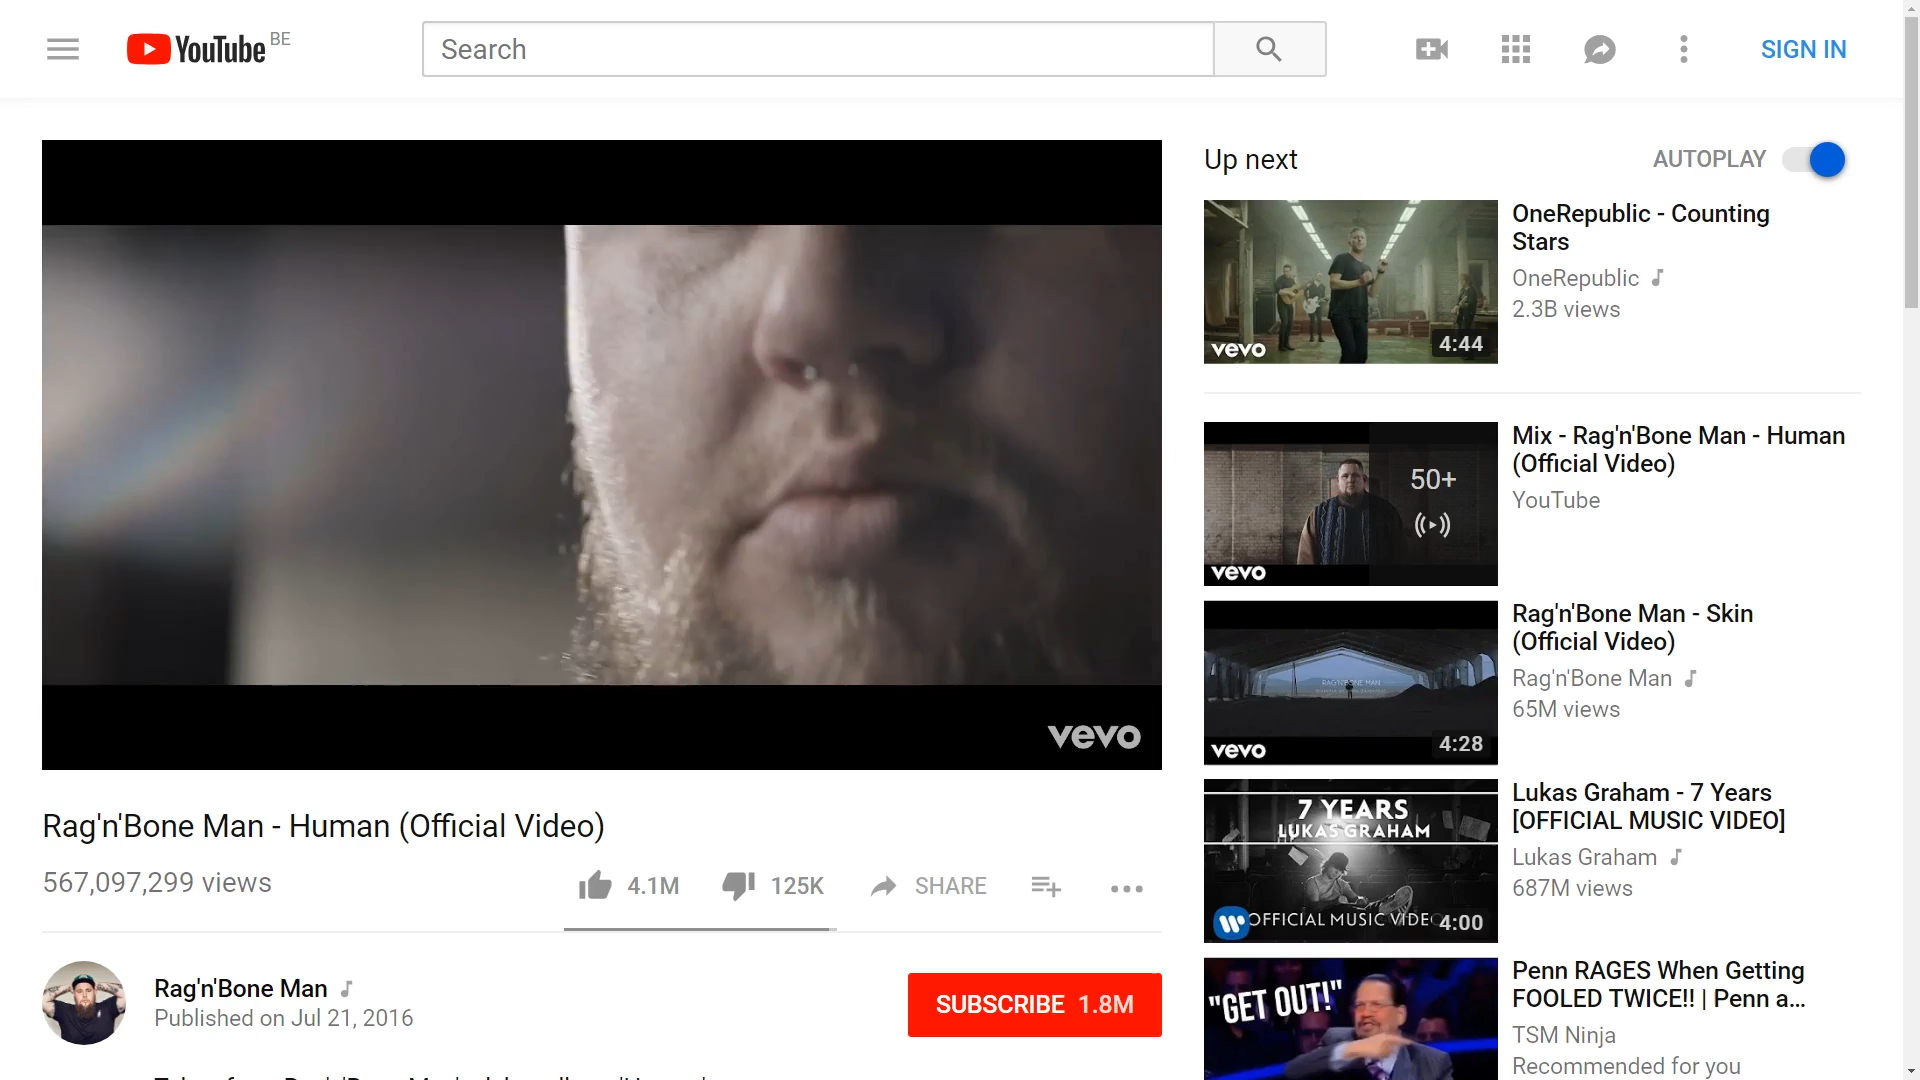 YouTube BE
Search
SIGN IN
Up next
AUTOPLAY
OneRepublic - Counting
Stars
OneRepublic
2.3B views
vevo
4:44
Mix - Rag'n'Bone Man - Human
(Official Video)
YouTube
50+
vevo
Rag'n'Bone Man - Skin
(Official Video)
Rag'n'Bone Man
65M views
RAG'N'BONE MAN
vevo
4:28
Lukas Graham - 7 Years
[OFFICIAL MUSIC VIDEO]
Lukas Graham
687M views
7 YEARS
LUKAS GRAHAM
OFFICIAL MUSIC VIDE
4:00
Penn RAGES When Getting
FOOLED TWICE!! | Penn a...
TSM Ninja
Recommended for you
"GET OUT!"
vevo
Rag'n'Bone Man - Human (Official Video)
567,097,299 views
4.1M
125K
SHARE
Rag'n'Bone Man
Published on Jul 21, 2016
SUBSCRIBE 1.8M